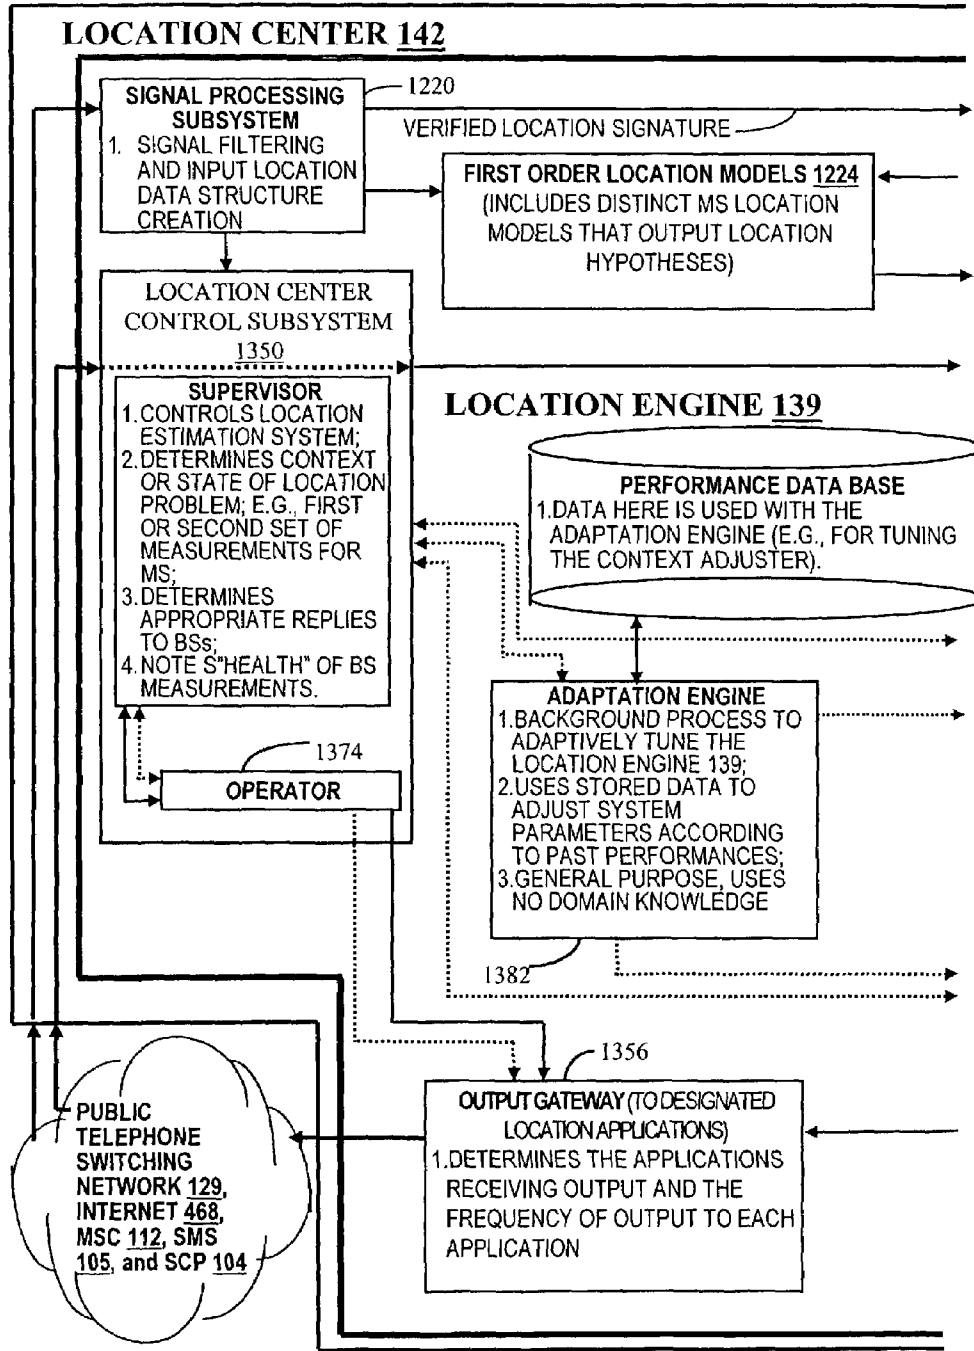 LOCATION CENTER 142
1220
SIGNAL PROCESSING
SUBSYSTEM
1. SIGNAL FILTERING
AND INPUT LOCATION
DATA STRUCTURE
CREATION
VERIFIED LOCATION SIGNATURE
FIRST ORDER LOCATION MODELS 1224
(INCLUDES DISTINCT MS LOCATION
MODELS THAT OUTPUT LOCATION
HYPOTHESES)
LOCATION CENTER
CONTROL SUBSYSTEM
1350
SUPERVISOR
1.CONTROLS LOCATION
ESTIMATION SYSTEM;
2.DETERMINES CONTEXT
OR STATE OF LOCATION
PROBLEM; E.G., FIRST
OR SECOND SET OF
MEASUREMENTS FOR
MS;
3.DETERMINES
APPROPRIATE REPLIES
TO BSs;
4.NOTE S"HEALTH" OF BS
MEASUREMENTS.
1374
OPERATOR
LOCATION ENGINE 139
PERFORMANCE DATA BASE
1.DATA HERE IS USED WITH THE
ADAPTATION ENGINE (E.G., FOR TUNING
THE CONTEXT ADJUSTER).
ADAPTATION ENGINE
1.BACKGROUND PROCESS TO
ADAPTIVELY TUNE THE
LOCATION ENGINE 139;
2.USES STORED DATA TO
ADJUST SYSTEM
PARAMETERS ACCORDING
TO PAST PERFORMANCES;
3.GENERAL PURPOSE, USES
NO DOMAIN KNOWLEDGE
1382
1356
OUTPUT GATEWAY (TO DESIGNATED
LOCATION APPLICATIONS)
1.DETERMINES THE APPLICATIONS
RECEIVING OUTPUT AND THE
FREQUENCY OF OUTPUT TO EACH
APPLICATION
PUBLIC
TELEPHONE
SWITCHING
NETWORK 129,
INTERNET 468,
MSC 112, SMS
105, and SCP 104